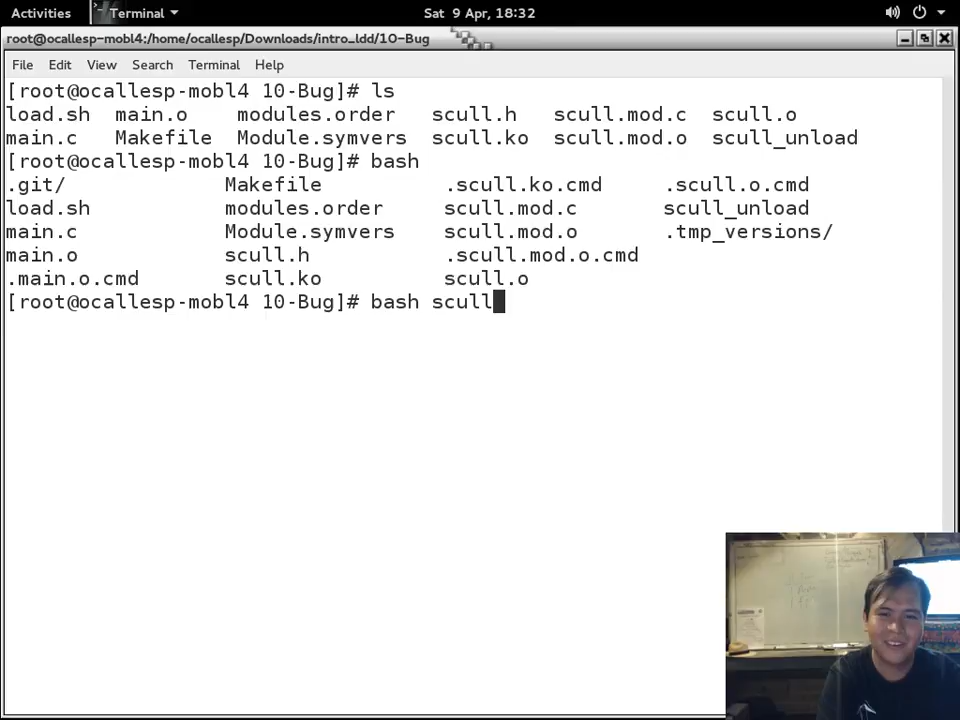 Activities Terminal Sat 9 Apr, 18:32
root@ocallesp-mobl4:/home/ocallesp/Downloads/intro_ldd/10-Bug
File Edit View Search Terminal Help
[root@ocallesp-mobl4 10-Bug]# ls
load.sh main.o modules.order scull.h scull.mod.c scull.o
main.c Makefile Module.symvers scull.ko scull.mod.o scull_unload
[root@ocallesp-mobl4 10-Bug]# bash
.git/ Makefile .scull.ko.cmd .scull.o.cmd
load.sh modules.order scull.mod.c scull_unload
main.c Module.symvers scull.mod.o .tmp_versions/
main.o scull.h .scull.mod.o.cmd
.main.o.cmd scull.ko scull.o
[root@ocallesp-mobl4 10-Bug]# bash scull